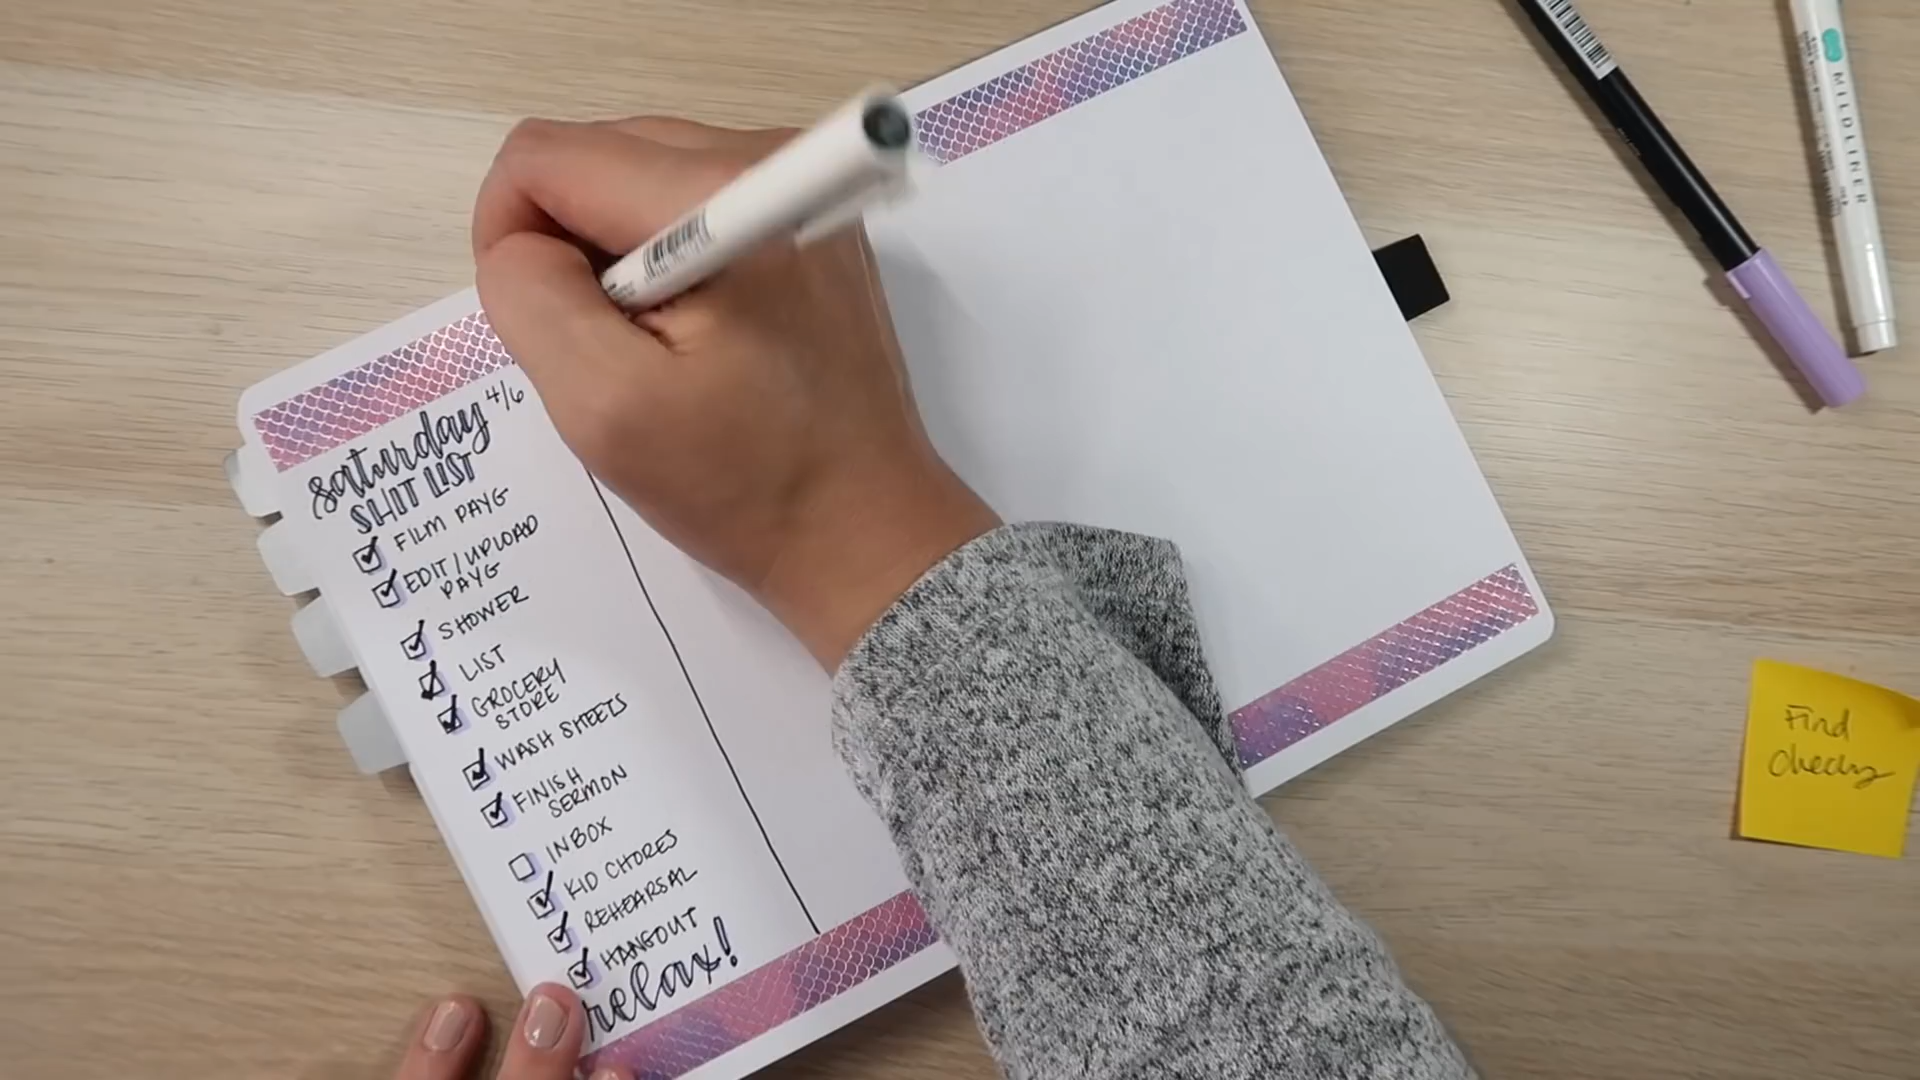 saturday 4/6
SHIT LIST
FILM PAYG
EDIT/UPLOAD
PAYG
SHOWER
LIST
GROCERY
STORE
WASH SHEETS
FINISH
SERMON
INBOX
KID CHORES
REHEARSAL
HANGOUT
relax!
MILDLINER
Find